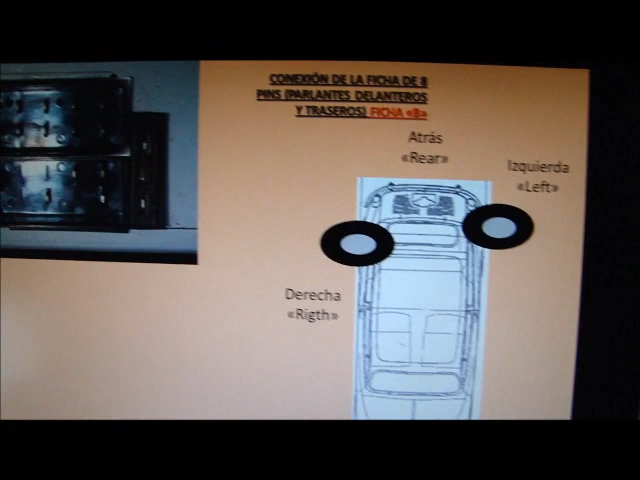 CONEXIÓN DE LA FICHA DE 8
PINS (PARLANTES DELANTEROS
Y TRASEROS) FICHA «B»
Atrás
«Rear»
Izquierda
«Left»
Derecha
«Rigth»